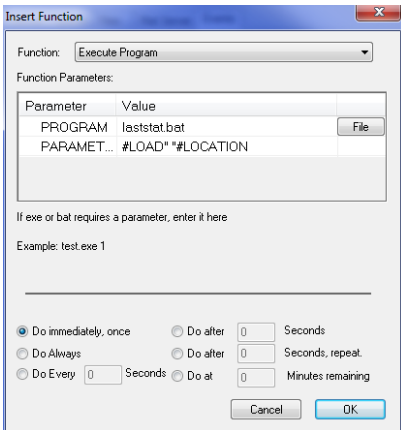 Insert Function
Function: Execute Program
Function Parameters:
Parameter Value
PROGRAM laststat.bat File
PARAMET... #LOAD" "#LOCATION
If exe or bat requires a parameter, enter it here
Example: test.exe 1
Do immediately, once Do after 0 Seconds
Do Always Do after 0 Seconds, repeat.
Do Every 0 Seconds Do at 0 Minutes remaining
Cancel OK